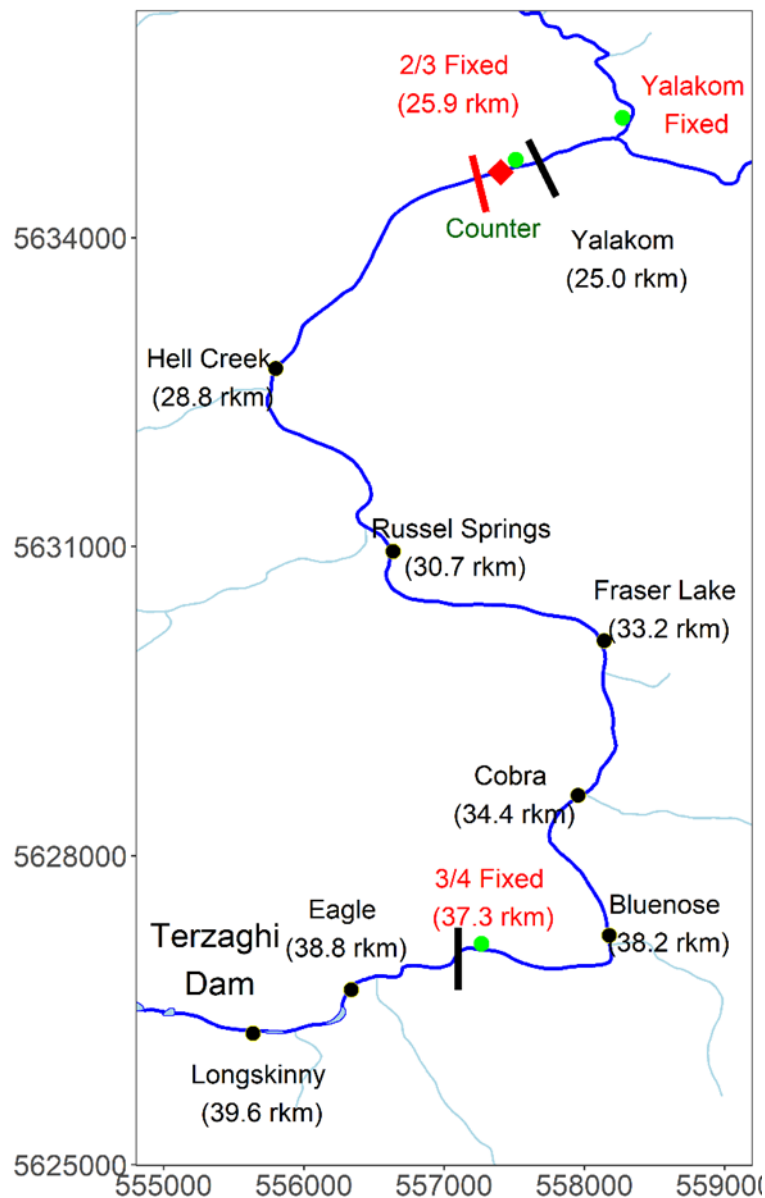 2/3 Fixed
(25.9 rkm)
Yalakom
Fixed
Counter
Yalakom
(25.0 rkm)
5634000
Hell Creek
(28.8 rkm)
Russel Springs
(30.7 rkm)
5631000
Fraser Lake
(33.2 rkm)
Cobra
(34.4 rkm)
5628000
3/4 Fixed
(37.3 rkm)
Bluenose
(38.2 rkm)
Eagle
(38.8 rkm)
Terzaghi
Dam
Longskinny
(39.6 rkm)
5625000
555000 556000 557000 558000 559000